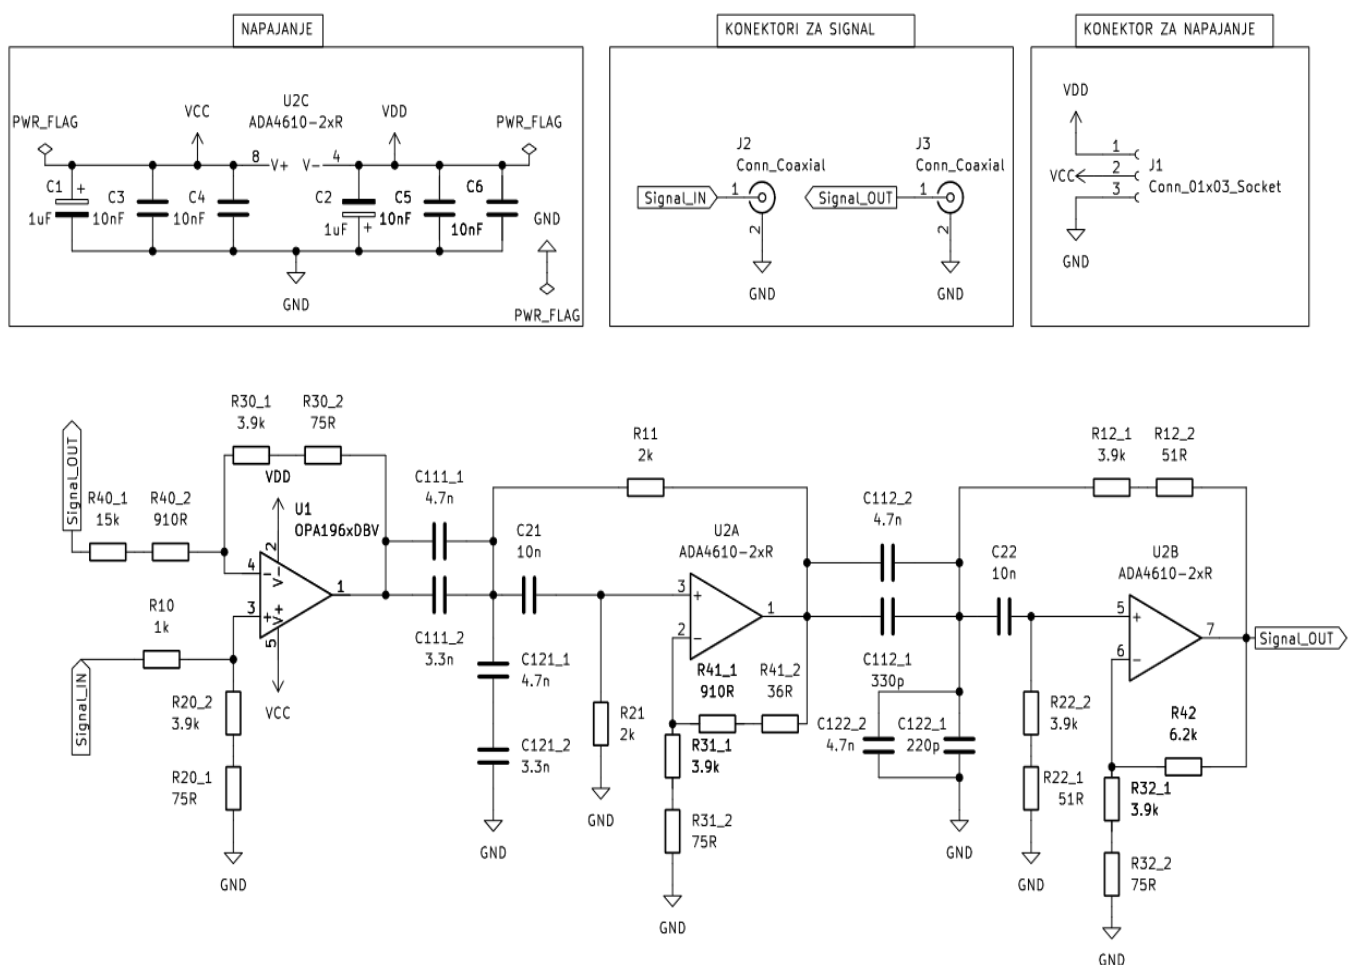 NAPAJANJE
PWR_FLAG
VCC
U2C
ADA4610-2xR
VDD
PWR_FLAG
8
V+
V-
4
C1
+
1uF
C3
10nF
C4
10nF
C2
1uF
+
C5
10nF
C6
10nF
GND
GND
PWR_FLAG
KONEKTORI ZA SIGNAL
J2
Conn_Coaxial
Signal_IN
1
2
GND
J3
Conn_Coaxial
Signal_OUT
1
2
GND
KONEKTOR ZA NAPAJANJE
VDD
1
VCC
2
3
J1
Conn_01x03_Socket
GND
Signal_OUT
R40_1
15k
R40_2
910R
R30_1
3.9k
R30_2
75R
VDD
U1
OPA196xDBV
2
V-
4
-
3
+
V+
5
1
VCC
R10
1k
Signal_IN
R20_2
3.9k
R20_1
75R
GND
C111_1
4.7n
C111_2
3.3n
C21
10n
C121_1
4.7n
C121_2
3.3n
GND
R11
2k
R21
2k
GND
U2A
ADA4610-2xR
3
+
2
-
1
R41_1
910R
R41_2
36R
R31_1
3.9k
R31_2
75R
GND
C112_2
4.7n
C112_1
330p
C122_2
4.7n
C122_1
220p
GND
C22
10n
R12_1
3.9k
R12_2
51R
R22_2
3.9k
R22_1
51R
GND
U2B
ADA4610-2xR
5
+
6
-
7
Signal_OUT
R42
6.2k
R32_1
3.9k
R32_2
75R
GND